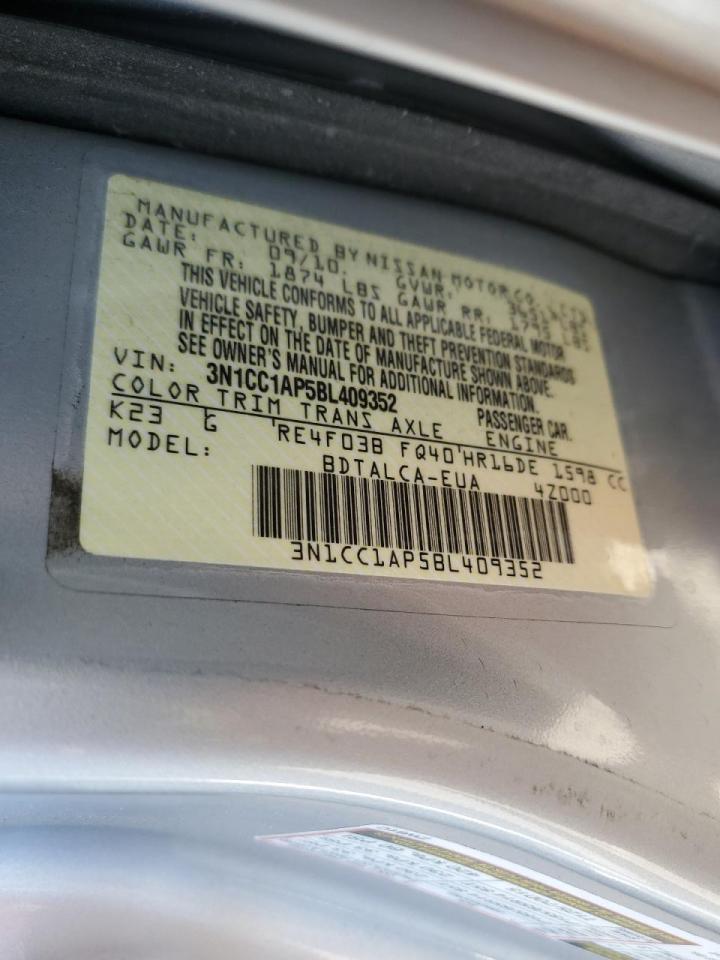 MANUFACTURED BY NISSAN MOTOR CO., LTD.
DATE: 09/10. GVWR:
GAWR FR: 1874 LBS GAWR RR: 1795 LBS
THIS VEHICLE CONFORMS TO ALL APPLICABLE FEDERAL MOTOR
VEHICLE SAFETY, BUMPER AND THEFT PREVENTION STANDARDS
IN EFFECT ON THE DATE OF MANUFACTURE SHOWN ABOVE.
SEE OWNER'S MANUAL FOR ADDITIONAL INFORMATION.
VIN: 3N1CC1AP5BL409352 PASSENGER CAR.
COLOR TRIM TRANS AXLE ENGINE
K23 G RE4F03B FQ40 HR16DE 1598 CC
MODEL: BDTALCA-EUA 4Z000
3N1CC1AP5BL409352